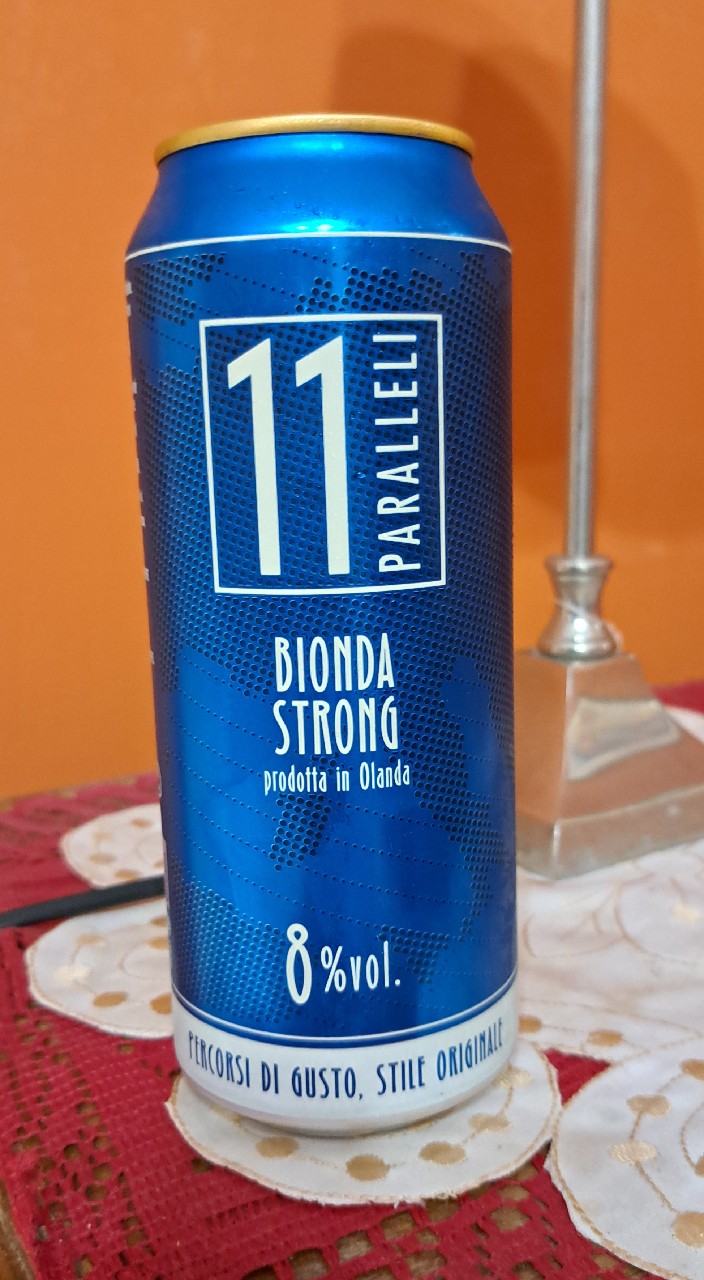 11
PARALLELI
BIONDA
STRONG
prodotta in Olanda
8%vol.
PERCORSI DI GUSTO, STILE ORIGINALE